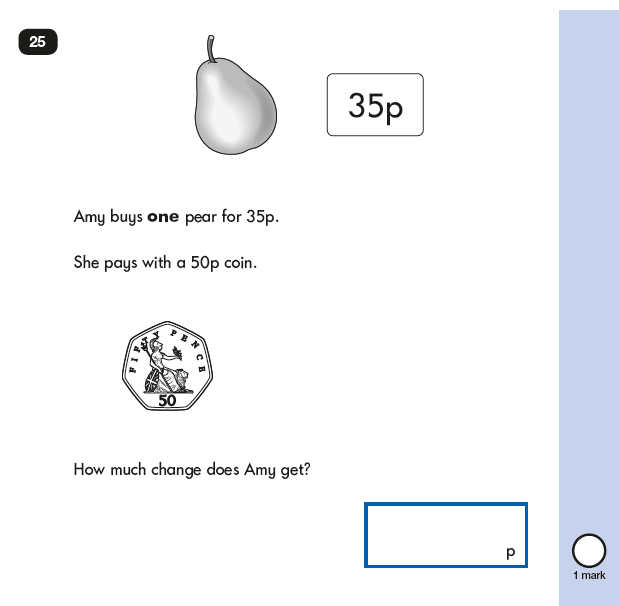 25
35p
Amy buys one pear for 35p.
She pays with a 50p coin.
FIFTY PENCE
50
How much change does Amy get?
p
1 mark